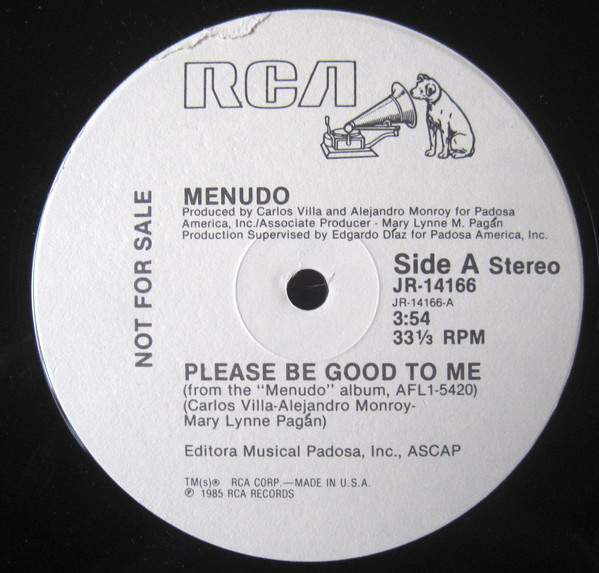 RCA
NOT FOR SALE
MENUDO
Produced by Carlos Villa and Alejandro Monroy for Padosa
America, Inc./Associate Producer - Mary Lynne M. Pagán
Production Supervised by Edgardo Díaz for Padosa America, Inc.
Side A Stereo
JR-14166
JR-14166-A
3:54
33⅓ RPM
PLEASE BE GOOD TO ME
(from the "Menudo" album, AFL1-5420)
(Carlos Villa-Alejandro Monroy-
Mary Lynne Pagán)
Editora Musical Padosa, Inc., ASCAP
TM(s)® RCA CORP.—MADE IN U.S.A.
℗ 1985 RCA RECORDS